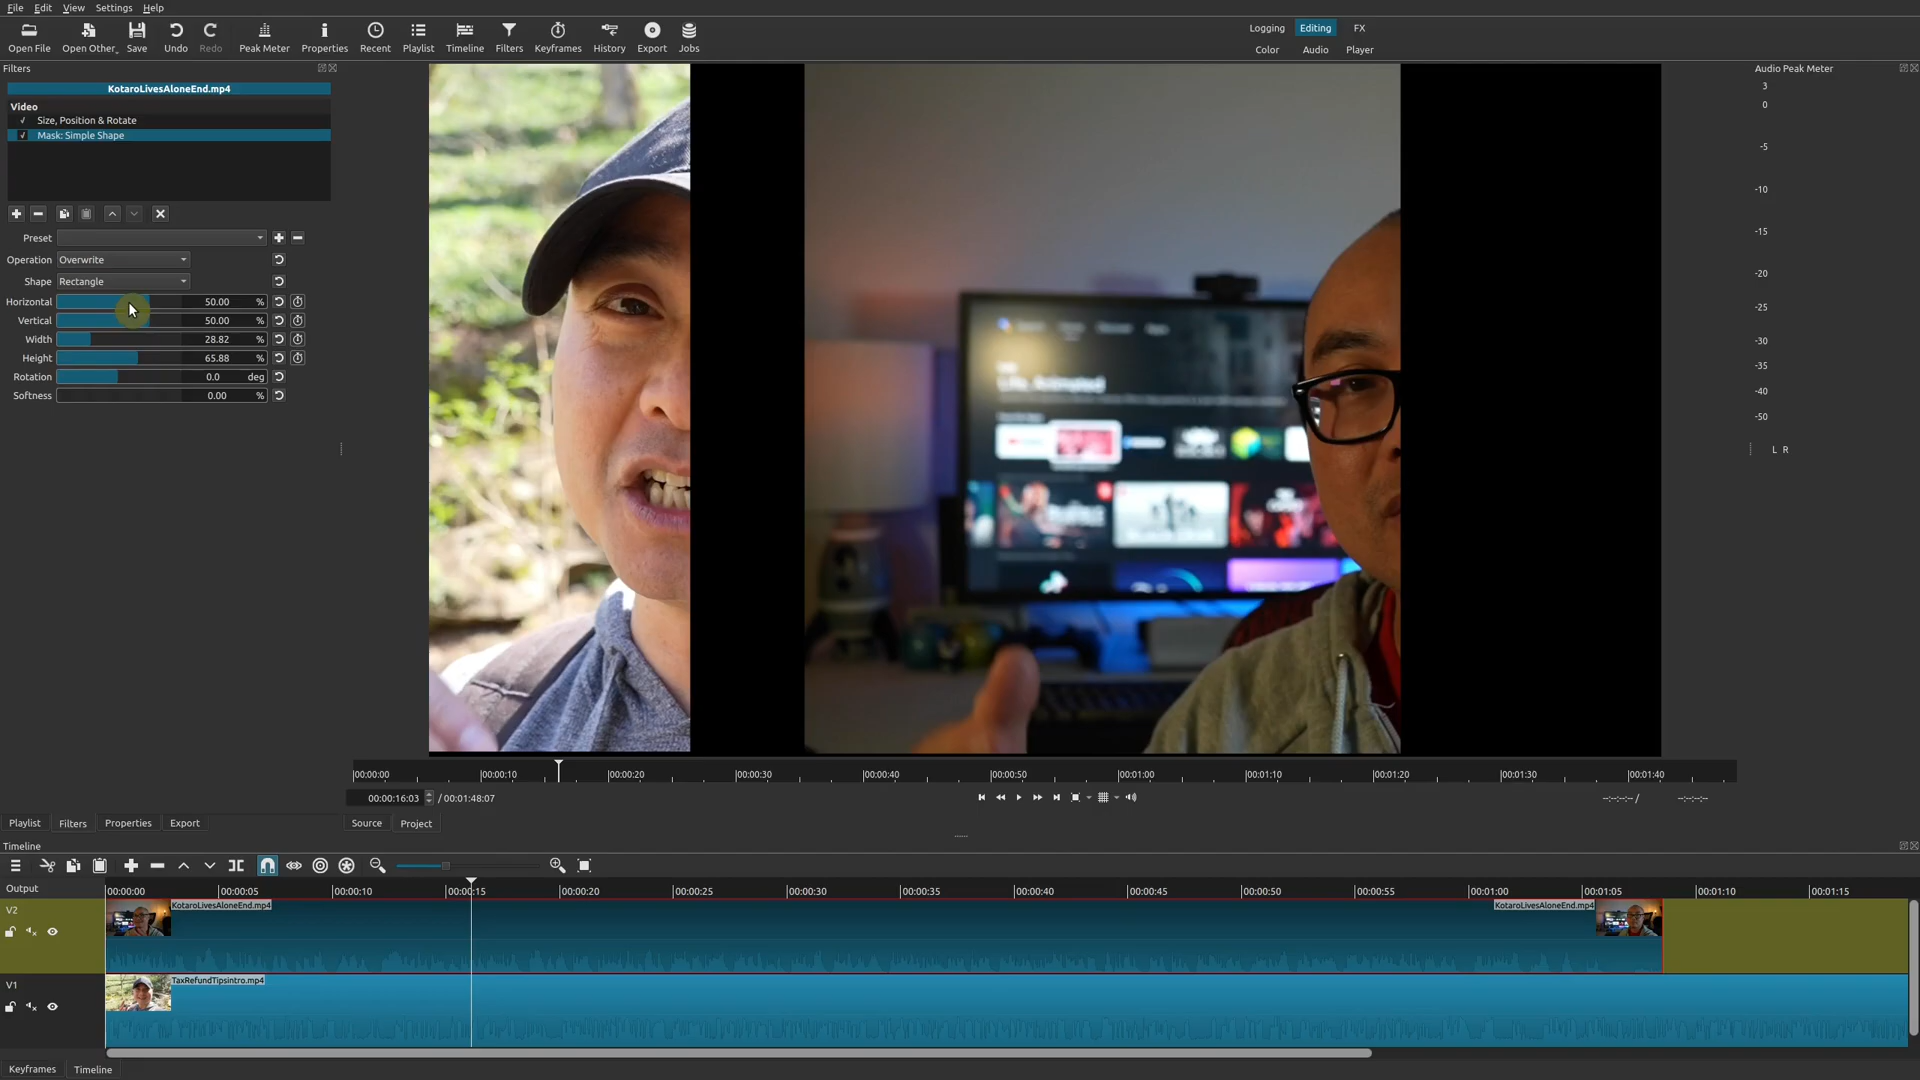 File Edit View Settings Help
Open File Open Other Save Undo Redo Peak Meter Properties Recent Playlist Timeline Filters Keyframes History Export Jobs
Logging Editing FX
Color Audio Player
Filters
Audio Peak Meter
KotaroLivesAloneEnd.mp4
Video
✓ Size, Position & Rotate
✓ Mask: Simple Shape
Preset
Operation Overwrite
Shape Rectangle
Horizontal 50.00 %
Vertical 50.00 %
Width 28.82 %
Height 65.88 %
Rotation 0.0 deg
Softness 0.00 %
3
0
-5
-10
-15
-20
-25
-30
-35
-40
-50
L R
Life, Animated
00:00:00 00:00:10 00:00:20 00:00:30 00:00:40 00:00:50 00:01:00 00:01:10 00:01:20 00:01:30 00:01:40
00:00:16:03 / 00:01:48:07 --:--:--:-- / --:--:--:--
Playlist Filters Properties Export Source Project
Timeline
Output 00:00:00 00:00:05 00:00:10 00:00:15 00:00:20 00:00:25 00:00:30 00:00:35 00:00:40 00:00:45 00:00:50 00:00:55 00:01:00 00:01:05 00:01:10 00:01:15
V2 KotaroLivesAloneEnd.mp4 KotaroLivesAloneEnd.mp4
V1 TaxRefundTipsintro.mp4
Keyframes Timeline